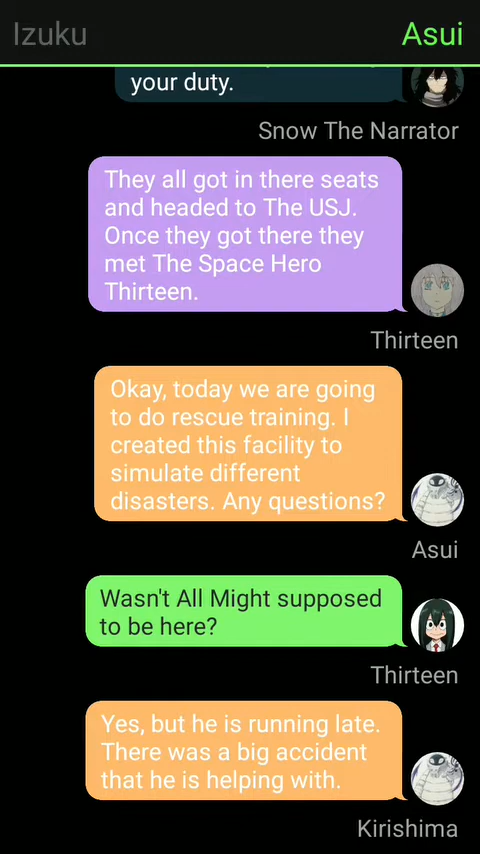 Izuku
Asui
your duty.
Snow The Narrator
They all got in there seats
and headed to The USJ.
Once they got there they
met The Space Hero
Thirteen.
Thirteen
Okay, today we are going
to do rescue training. I
created this facility to
simulate different
disasters. Any questions?
Asui
Wasn't All Might supposed
to be here?
Thirteen
Yes, but he is running late.
There was a big accident
that he is helping with.
Kirishima